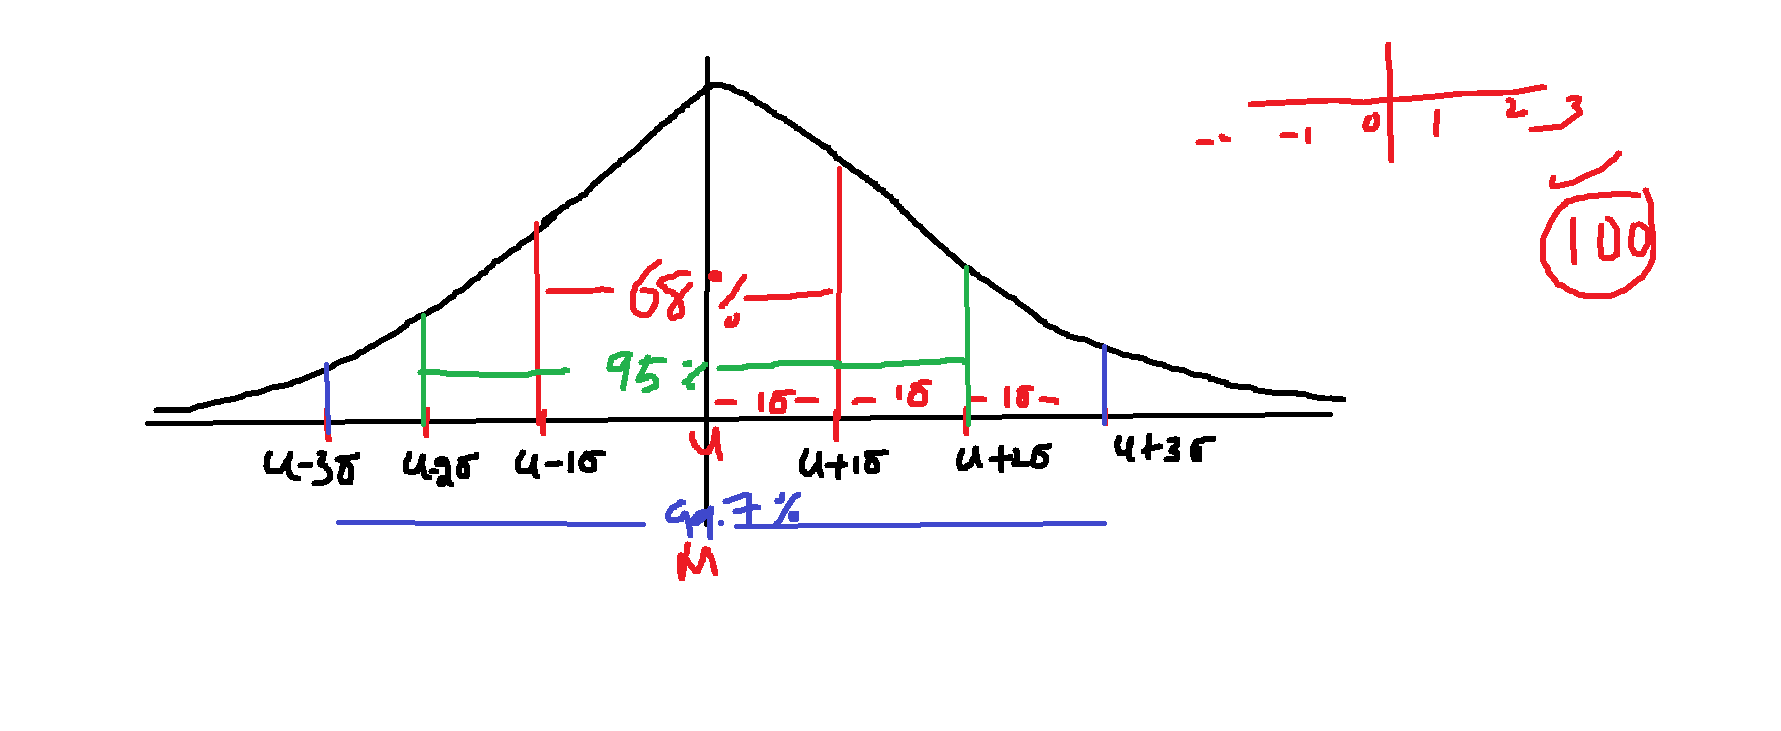 -- -1 0 1 2 3
100
68%
95%
- 1σ - - 1σ - 1σ -
μ-3σ μ-2σ μ-1σ μ μ+1σ μ+2σ μ+3σ
99.7%
M